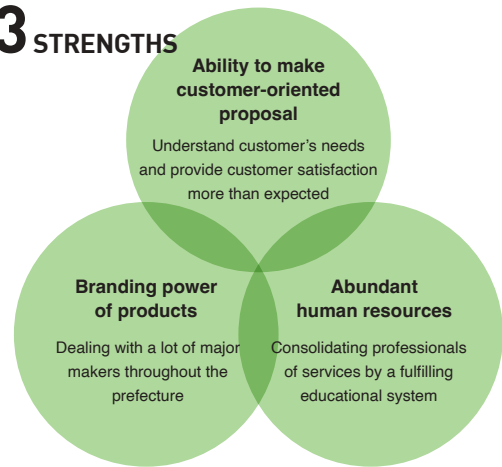 3 STRENGTHS
Ability to make
customer-oriented
proposal
Understand customer’s needs
and provide customer satisfaction
more than expected
Branding power
of products
Dealing with a lot of major
makers throughout the
prefecture
Abundant
human resources
Consolidating professionals
of services by a fulfilling
educational system